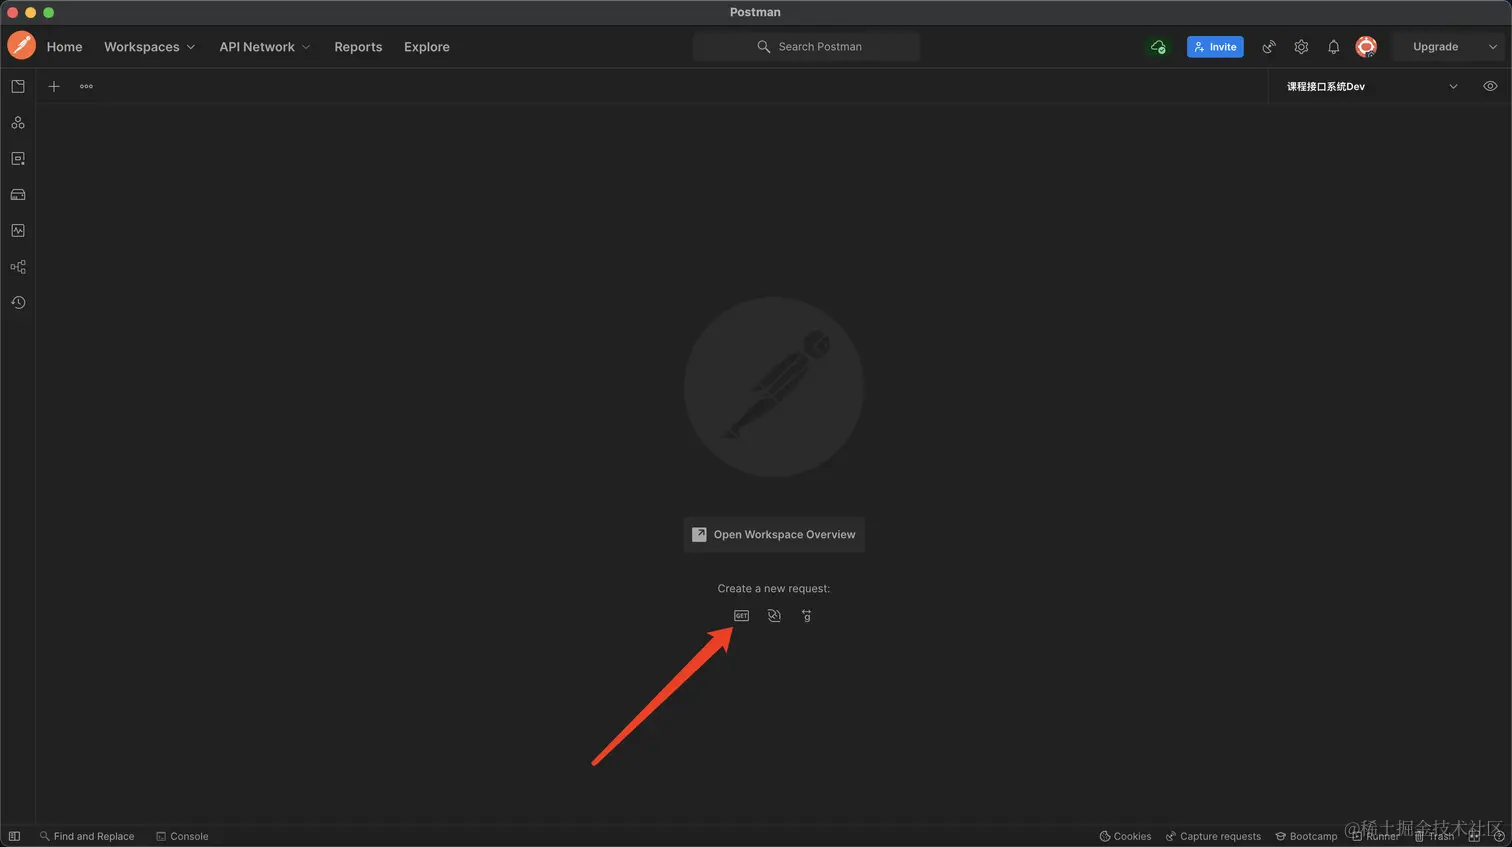 Postman
Home Workspaces API Network Reports Explore Search Postman Invite Upgrade
课程接口系统Dev
Open Workspace Overview
Create a new request:
GET g
Find and Replace Console Cookies Capture requests Bootcamp Runner Trash
@稀土掘金技术社区